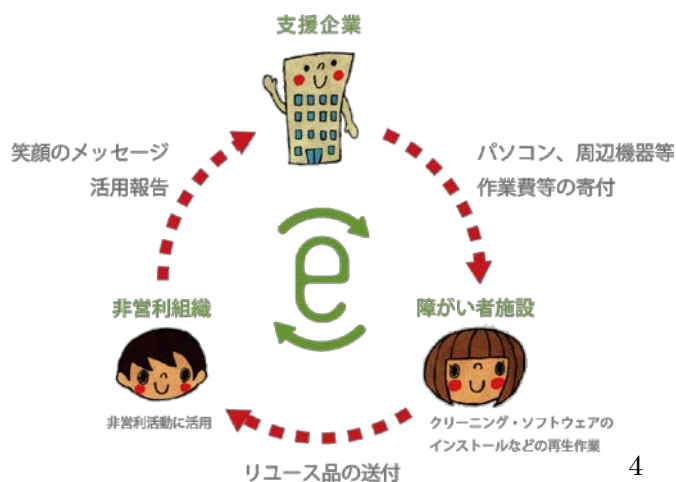 支援企業
笑顔のメッセージ
活用報告
パソコン、周辺機器等
作業費等の寄付
e
非営利組織
障がい者施設
非営利活動に活用
クリーニング・ソフトウェアの
インストールなどの再生作業
リユース品の送付
4